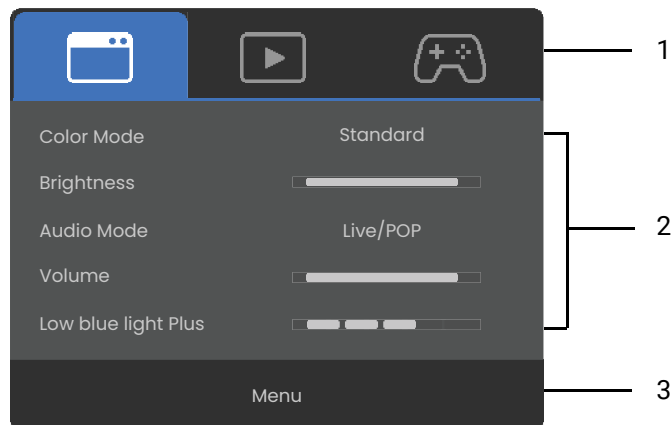 1
Color Mode Standard
Brightness
Audio Mode Live/POP
2
Volume
Low blue light Plus
Menu
3